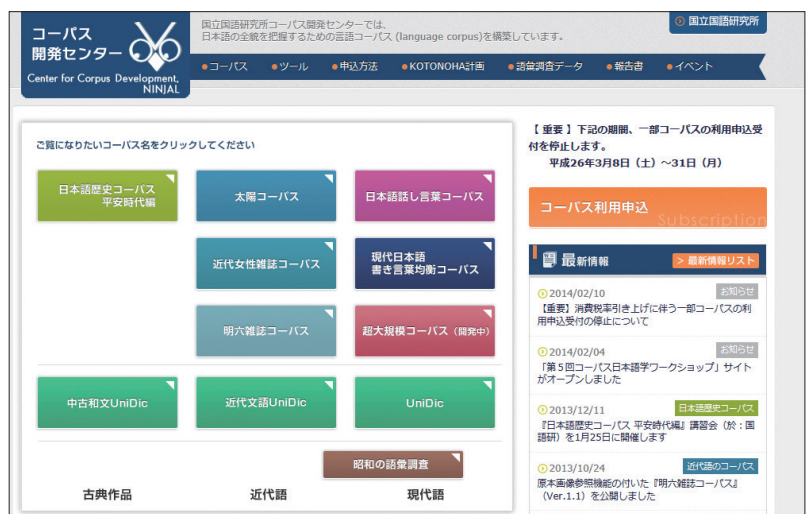 コーパス
開発センター
Center for Corpus Development,
NINJAL
国立国語研究所コーパス開発センターでは、
日本語の全貌を把握するための言語コーパス (language corpus)を構築しています。
国立国語研究所
コーパス
ツール
申込方法
KOTONOHA計画
語彙調査データ
報告書
イベント
ご覧になりたいコーパス名をクリックしてください
日本語歴史コーパス
平安時代編
太陽コーパス
日本語話し言葉コーパス
近代女性雑誌コーパス
現代日本語
書き言葉均衡コーパス
明六雑誌コーパス
超大規模コーパス（開発中）
中古和文UniDic
近代文語UniDic
UniDic
昭和の語彙調査
古典作品
近代語
現代語
【 重要 】下記の期間、一部コーパスの利用申込受
付を停止します。
平成26年3月8日（土）～31日（月）
コーパス利用申込
Subscription
最新情報
> 最新情報リスト
2014/02/10
お知らせ
【重要】消費税率引き上げに伴う一部コーパスの利
用申込受付の停止について
2014/02/04
お知らせ
「第5回コーパス日本語学ワークショップ」サイト
がオープンしました
2013/12/11
日本語歴史コーパス
『日本語歴史コーパス 平安時代編』講習会（於：国
語研）を1月25日に開催します
2013/10/24
近代語のコーパス
原本画像参照機能の付いた『明六雑誌コーパス』
（Ver.1.1）を公開しました